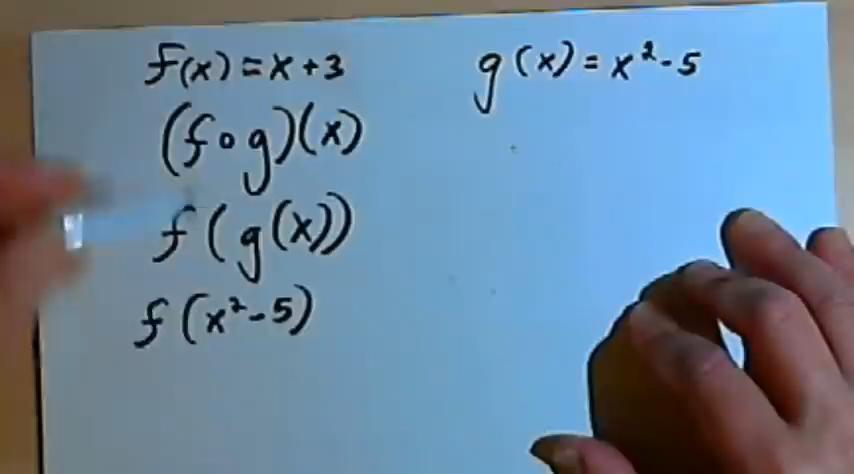 f(x) = x + 3 g(x) = x² - 5
(f∘g)(x)
f(g(x))
f(x² - 5)